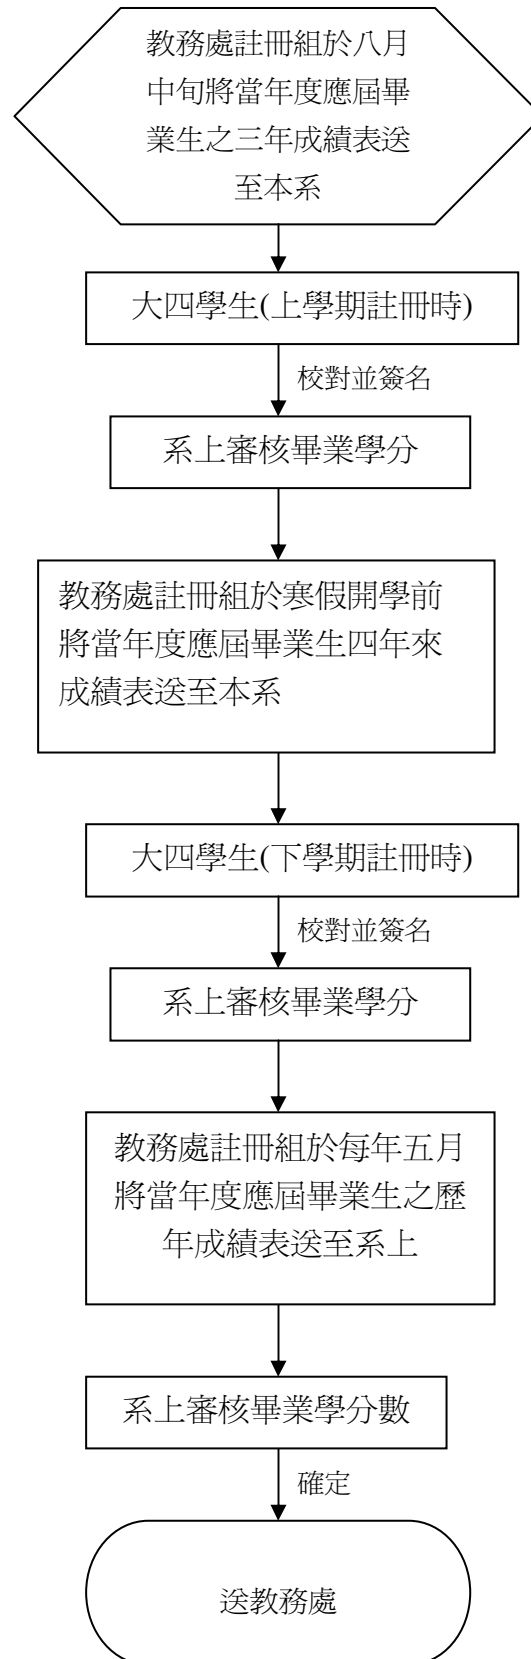 教務處註冊組於八月
中旬將當年度應屆畢
業生之三年成績表送
至本系
大四學生(上學期註冊時)
校對並簽名
系上審核畢業學分
教務處註冊組於寒假開學前
將當年度應屆畢業生四年來
成績表送至本系
大四學生(下學期註冊時)
校對並簽名
系上審核畢業學分
教務處註冊組於每年五月
將當年度應屆畢業生之歷
年成績表送至系上
系上審核畢業學分數
確定
送教務處